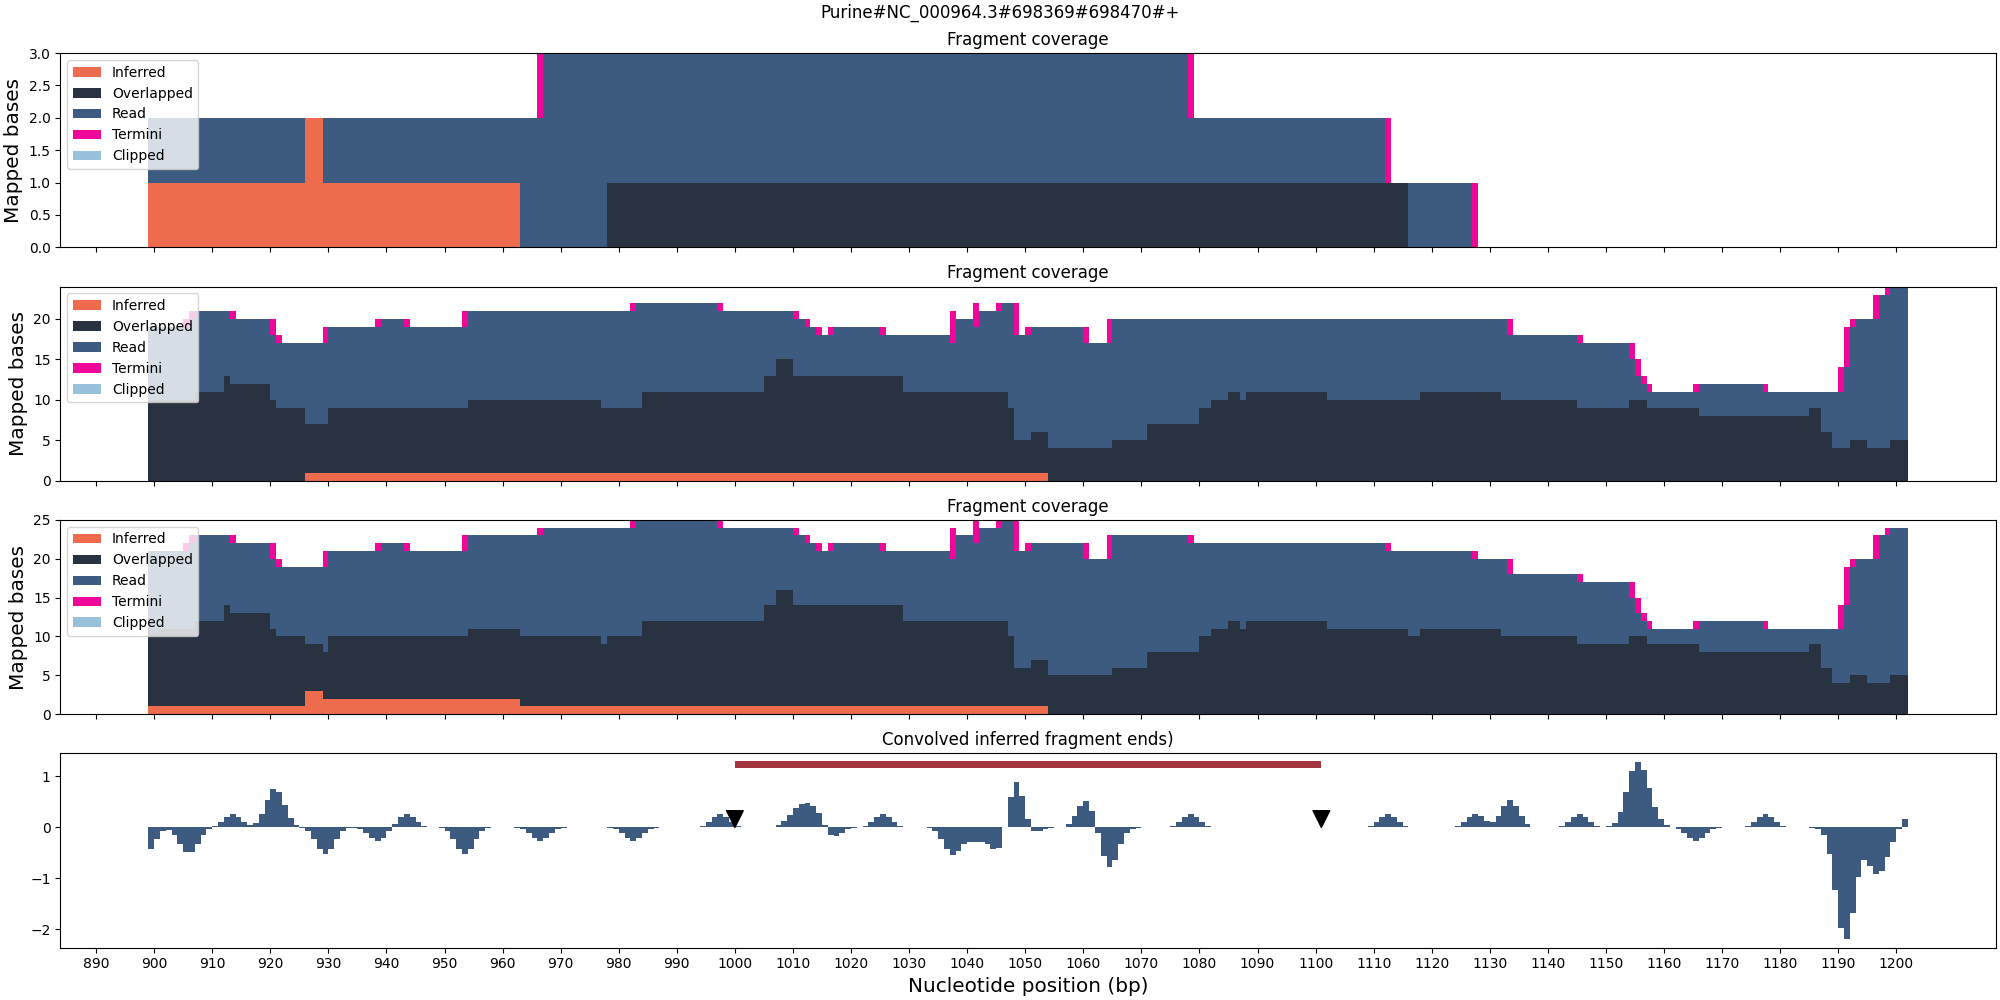 Purine#NC_000964.3#698369#698470#+
Fragment coverage
Mapped bases
3.0
2.5
2.0
1.5
1.0
0.5
0.0
Inferred
Overlapped
Read
Termini
Clipped
Fragment coverage
Mapped bases
20
15
10
5
0
Inferred
Overlapped
Read
Termini
Clipped
Fragment coverage
Mapped bases
25
20
15
10
5
0
Inferred
Overlapped
Read
Termini
Clipped
Convolved inferred fragment ends)
1
0
−1
−2
890 900 910 920 930 940 950 960 970 980 990 1000 1010 1020 1030 1040 1050 1060 1070 1080 1090 1100 1110 1120 1130 1140 1150 1160 1170 1180 1190 1200
Nucleotide position (bp)